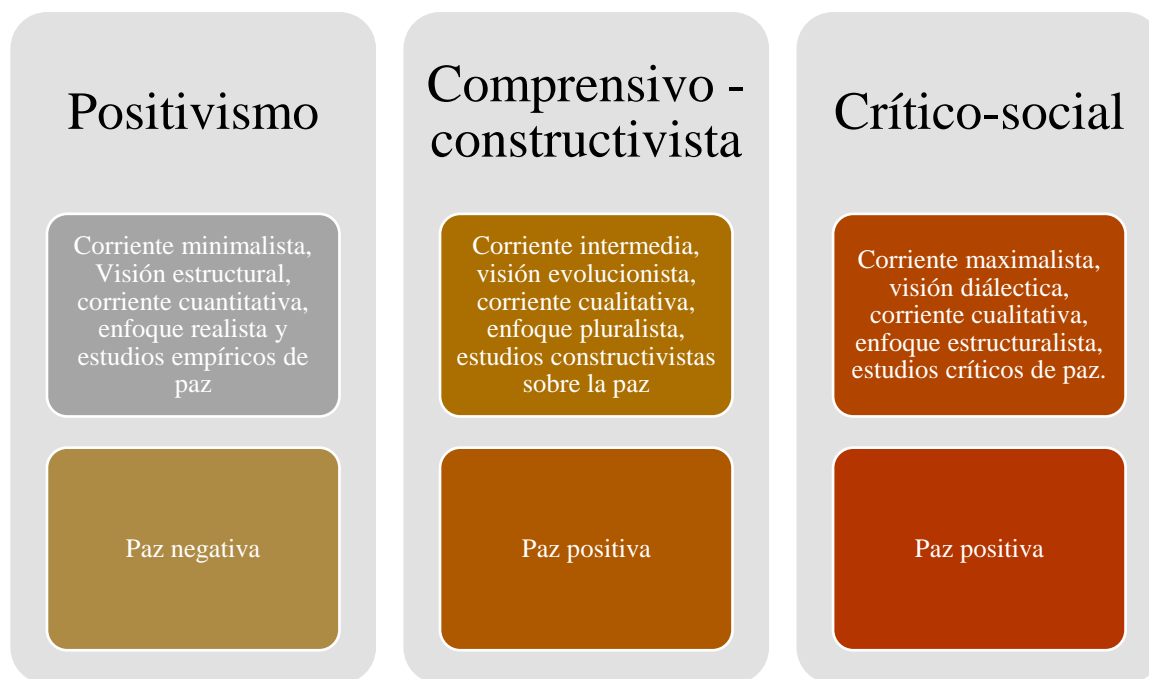 Positivismo
Corriente minimalista,
Visión estructural,
corriente cuantitativa,
enfoque realista y
estudios empíricos de
paz
Paz negativa
Comprensivo -
constructivista
Corriente intermedia,
visión evolucionista,
corriente cualitativa,
enfoque pluralista,
estudios constructivistas
sobre la paz
Paz positiva
Crítico-social
Corriente maximalista,
visión diálectica,
corriente cualitativa,
enfoque estructuralista,
estudios críticos de paz.
Paz positiva